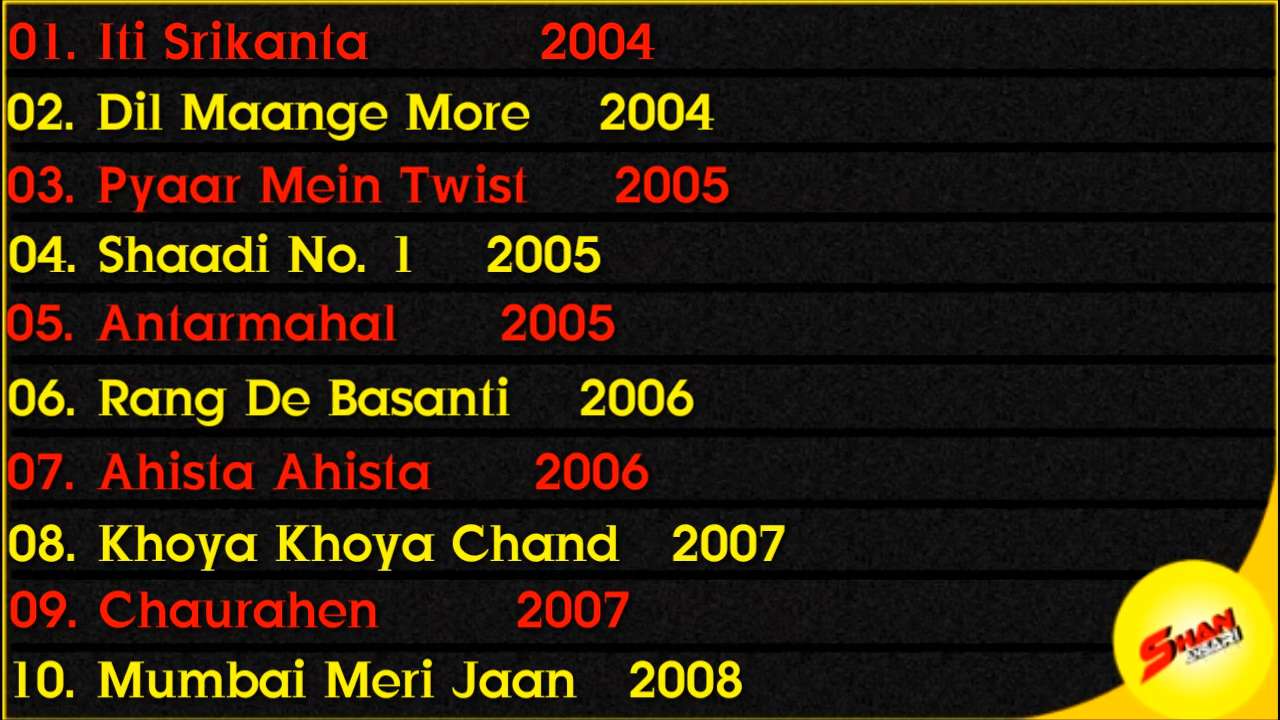 01. Iti Srikanta 2004
02. Dil Maange More 2004
03. Pyaar Mein Twist 2005
04. Shaadi No. 1 2005
05. Antarmahal 2005
06. Rang De Basanti 2006
07. Ahista Ahista 2006
08. Khoya Khoya Chand 2007
09. Chaurahen 2007
10. Mumbai Meri Jaan 2008
SHAN